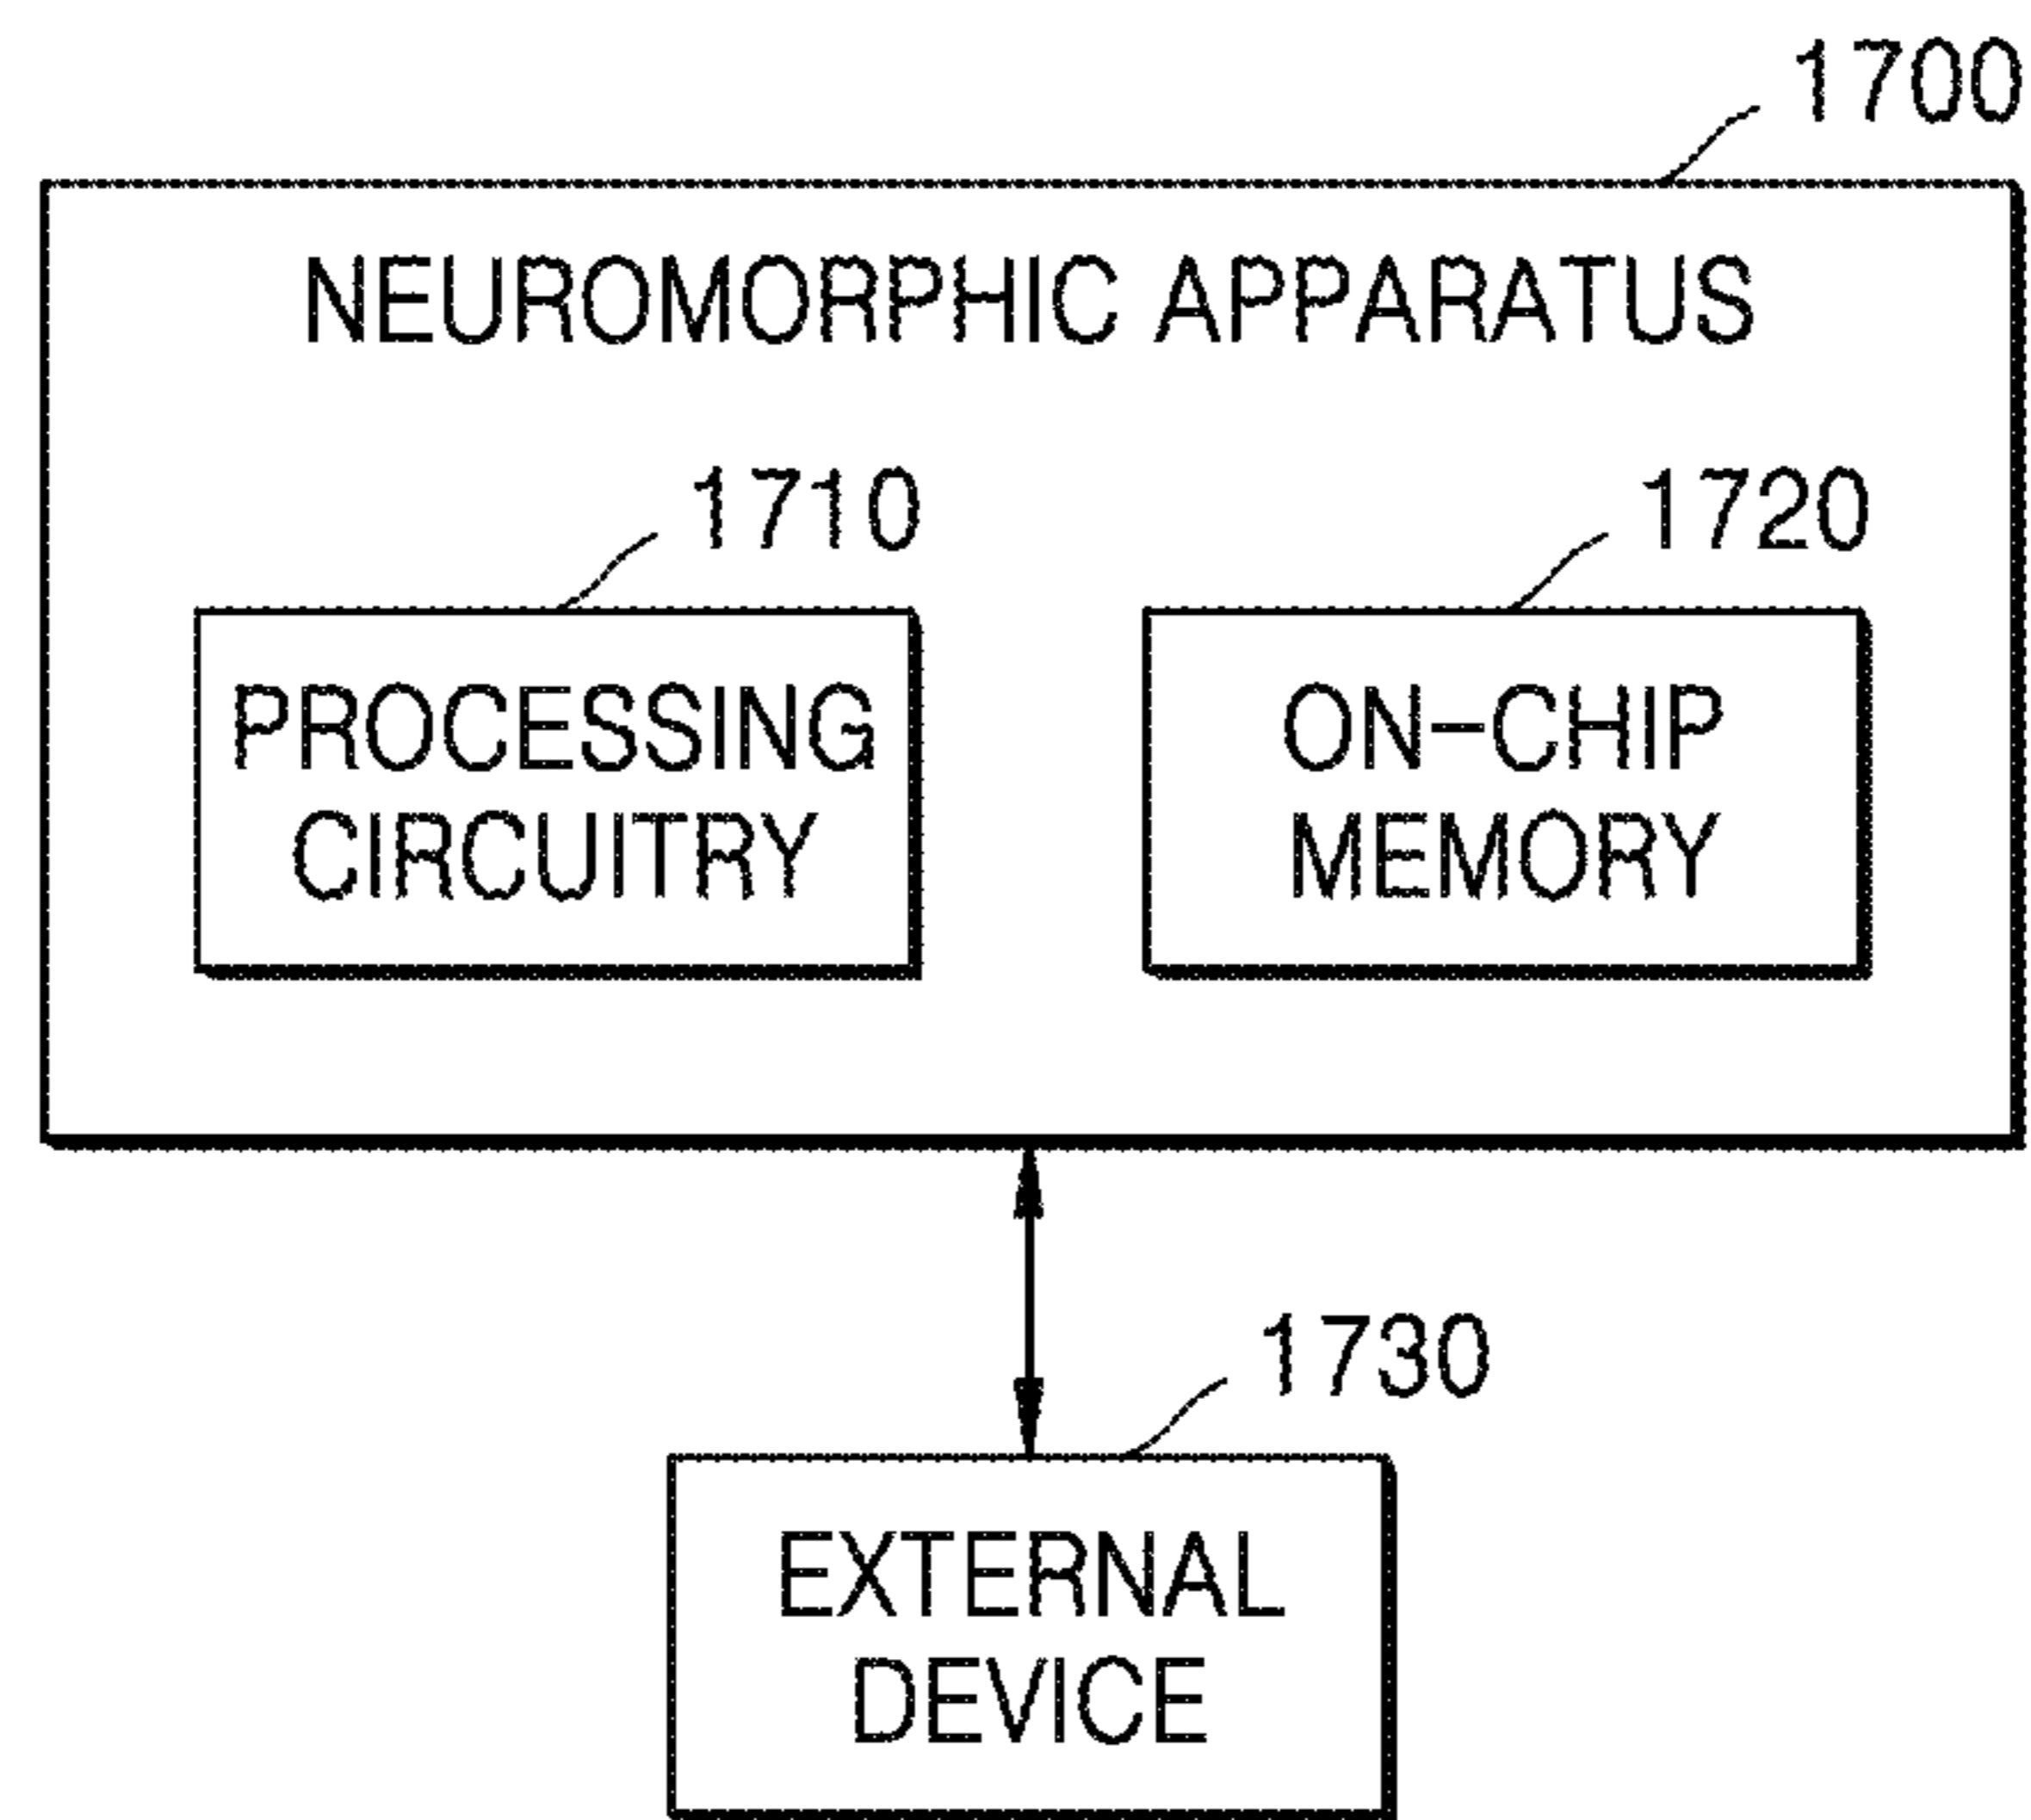 1700
NEUROMORPHIC APPARATUS
1710
1720
PROCESSING
CIRCUITRY
ON-CHIP
MEMORY
1730
EXTERNAL
DEVICE